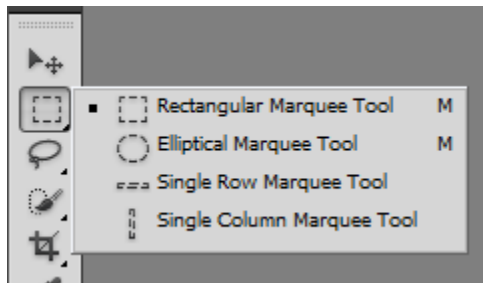 Rectangular Marquee Tool M
Elliptical Marquee Tool M
Single Row Marquee Tool
Single Column Marquee Tool